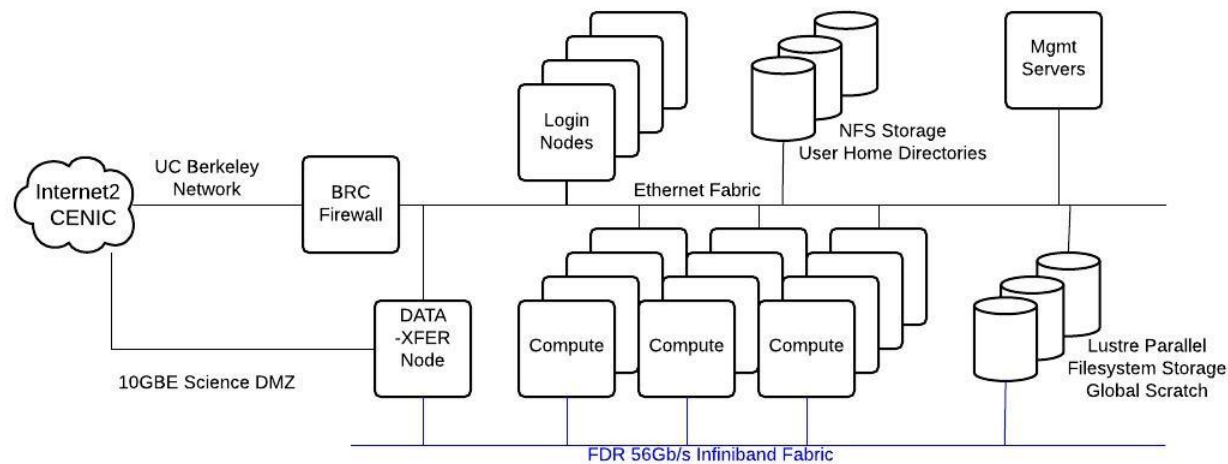 Login
Nodes
NFS Storage
User Home Directories
Mgmt
Servers
Internet2
CENIC
UC Berkeley
Network
BRC
Firewall
Ethernet Fabric
DATA
-XFER
Node
10GBE Science DMZ
Compute
Compute
Compute
Lustre Parallel
Filesystem Storage
Global Scratch
FDR 56Gb/s Infiniband Fabric